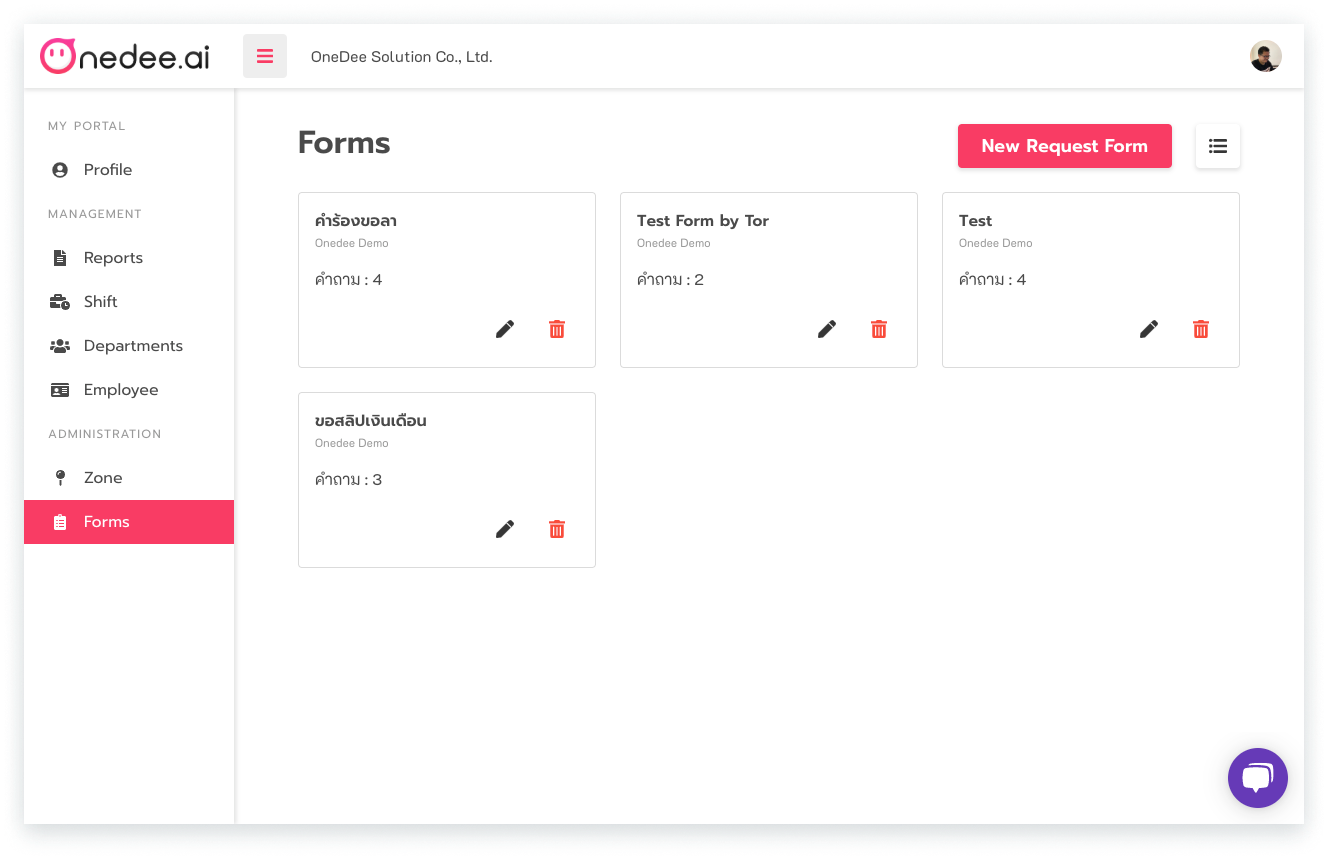 Onedee.ai
OneDee Solution Co., Ltd.
MY PORTAL
Profile
MANAGEMENT
Reports
Shift
Departments
Employee
ADMINISTRATION
Zone
Forms
Forms
New Request Form
คำร้องขอลา
Onedee Demo
คำถาม : 4
Test Form by Tor
Onedee Demo
คำถาม : 2
Test
Onedee Demo
คำถาม : 4
ขอสลิปเงินเดือน
Onedee Demo
คำถาม : 3